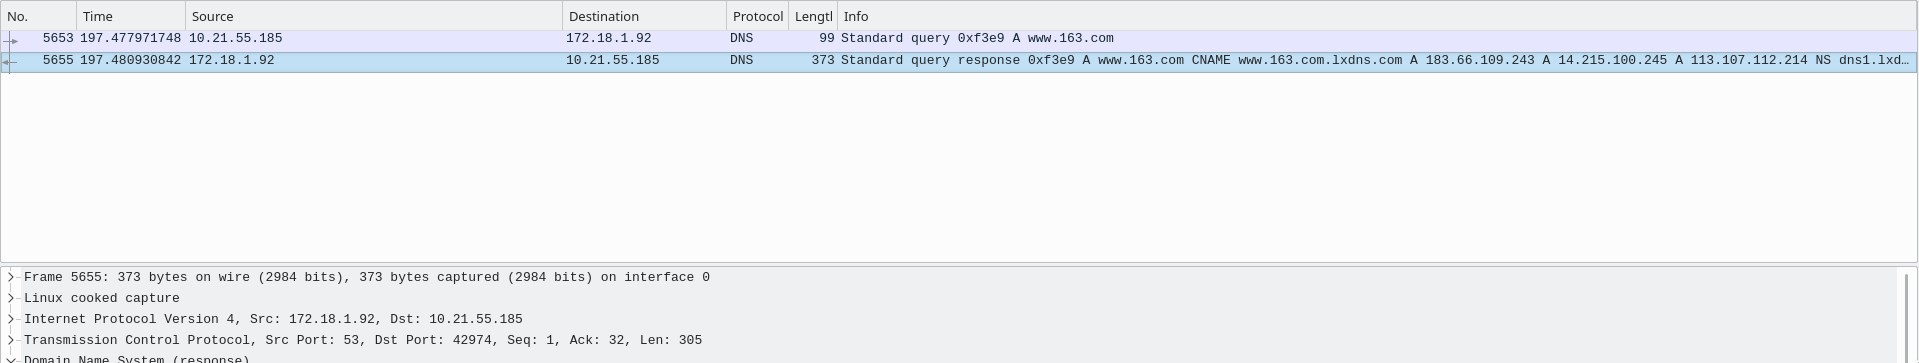 No. Time Source Destination Protocol Lengtl Info
5653 197.477971748 10.21.55.185 172.18.1.92 DNS 99 Standard query 0xf3e9 A www.163.com
5655 197.480930842 172.18.1.92 10.21.55.185 DNS 373 Standard query response 0xf3e9 A www.163.com CNAME www.163.com.lxdns.com A 183.66.109.243 A 14.215.100.245 A 113.107.112.214 NS dns1.lxd…
Frame 5655: 373 bytes on wire (2984 bits), 373 bytes captured (2984 bits) on interface 0
Linux cooked capture
Internet Protocol Version 4, Src: 172.18.1.92, Dst: 10.21.55.185
Transmission Control Protocol, Src Port: 53, Dst Port: 42974, Seq: 1, Ack: 32, Len: 305
Domain Name System (response)